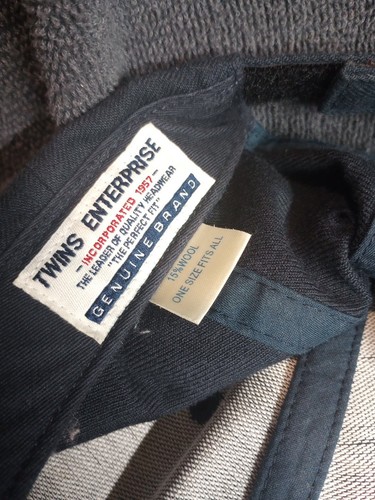 TWINS ENTERPRISE
- INCORPORATED 1957 -
THE LEADER OF QUALITY HEADWEAR
"THE PERFECT FIT"
GENUINE BRAND
15% WOOL
ONE SIZE FITS ALL